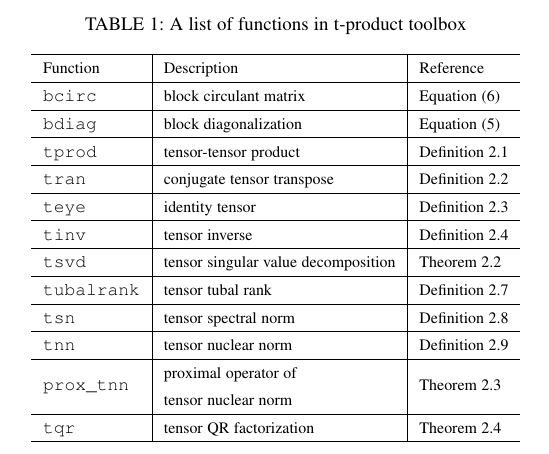 TABLE 1: A list of functions in t-product toolbox
Function Description Reference
bcirc block circulant matrix Equation (6)
bdiag block diagonalization Equation (5)
tprod tensor-tensor product Definition 2.1
tran conjugate tensor transpose Definition 2.2
teye identity tensor Definition 2.3
tinv tensor inverse Definition 2.4
tsvd tensor singular value decomposition Theorem 2.2
tubalrank tensor tubal rank Definition 2.7
tsn tensor spectral norm Definition 2.8
tnn tensor nuclear norm Definition 2.9
prox_tnn proximal operator of
tensor nuclear norm Theorem 2.3
tqr tensor QR factorization Theorem 2.4